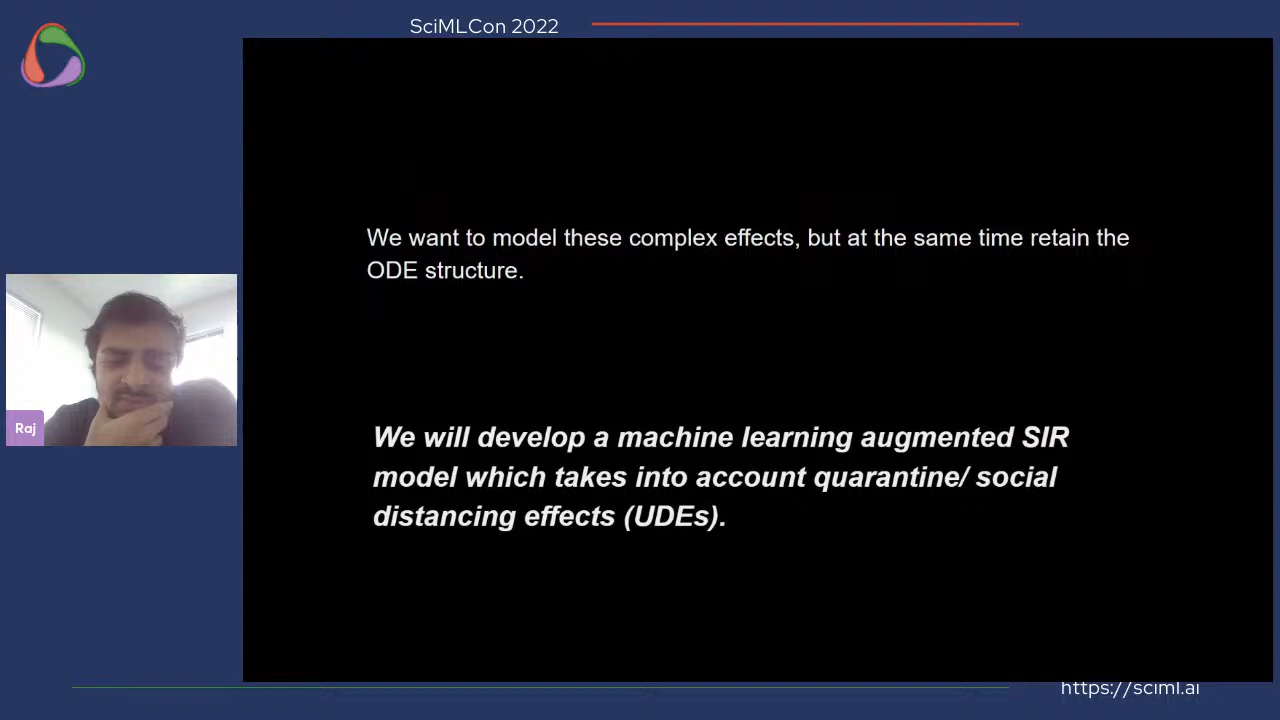 SciMLCon 2022
We want to model these complex effects, but at the same time retain the
ODE structure.
Raj
We will develop a machine learning augmented SIR
model which takes into account quarantine/ social
distancing effects (UDEs).
https://sciml.ai